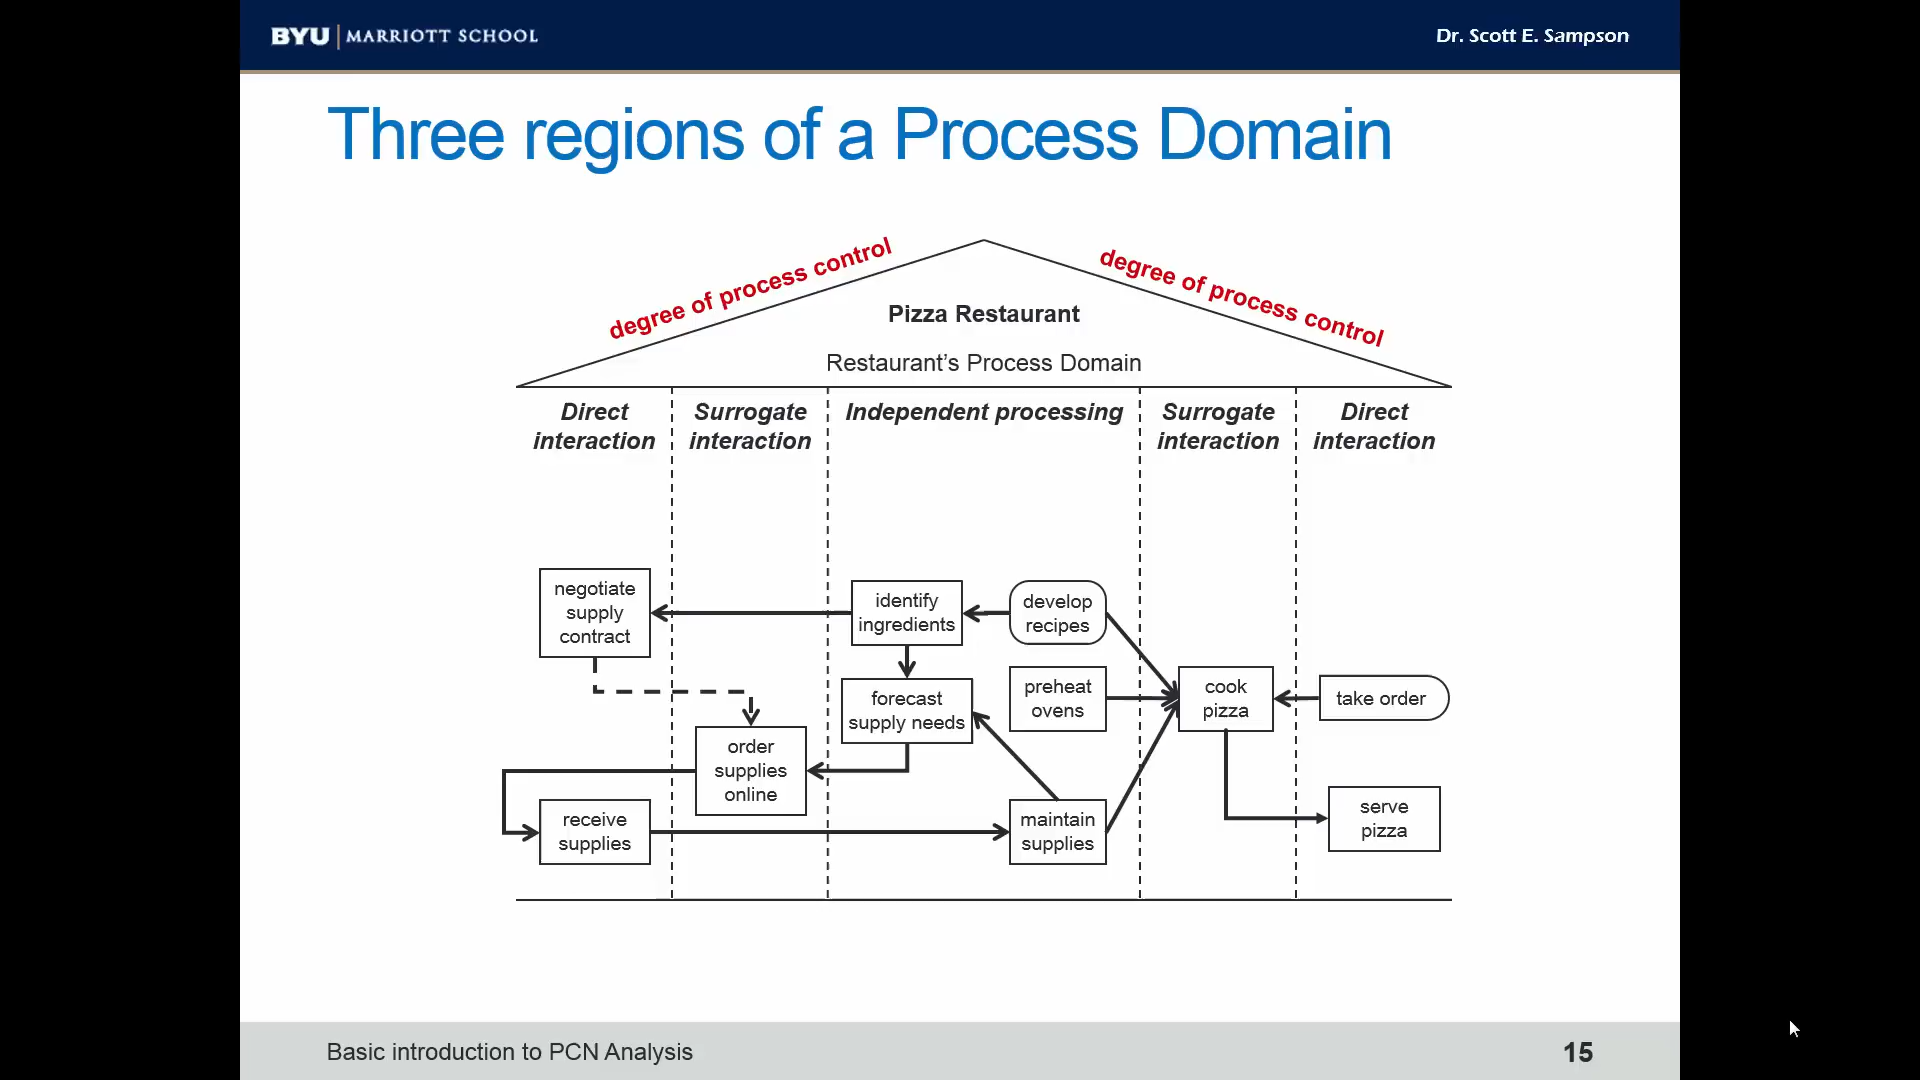 BYU MARRIOTT SCHOOL
Dr. Scott E. Sampson
Three regions of a Process Domain
degree of process control
degree of process control
Pizza Restaurant
Restaurant’s Process Domain
Direct
interaction
Surrogate
interaction
Independent processing
Surrogate
interaction
Direct
interaction
negotiate
supply
contract
identify
ingredients
develop
recipes
forecast
supply needs
preheat
ovens
cook
pizza
take order
order
supplies
online
receive
supplies
maintain
supplies
serve
pizza
Basic introduction to PCN Analysis
15